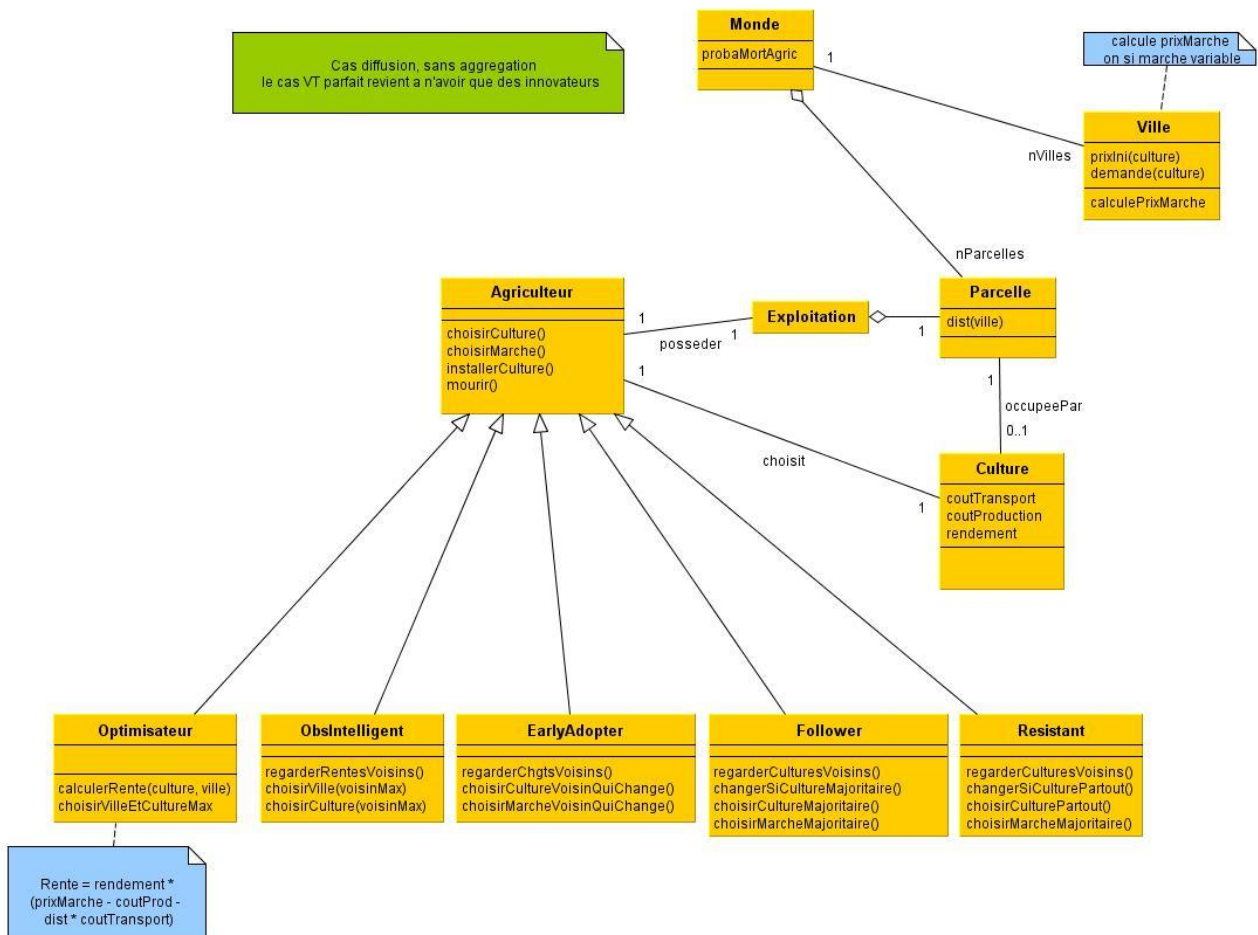 Cas diffusion, sans aggregation
le cas VT parfait revient a n'avoir que des innovateurs
Monde
probaMortAgric
1
nVilles
nParcelles
calcule prixMarche
on si marche variable
Ville
prixIni(culture)
demande(culture)
calculePrixMarche
Agriculteur
choisirCulture()
choisirMarche()
installerCulture()
mourir()
1
posseder
1
Exploitation
1
Parcelle
dist(ville)
1
occupeePar
0..1
1
choisit
1
Culture
coutTransport
coutProduction
rendement
Optimisateur
calculerRente(culture, ville)
choisirVilleEtCultureMax
ObsIntelligent
regarderRentesVoisins()
choisirVille(voisinMax)
choisirCulture(voisinMax)
EarlyAdopter
regarderChgtsVoisins()
choisirCultureVoisinQuiChange()
choisirMarcheVoisinQuiChange()
Follower
regarderCulturesVoisins()
changerSiCultureMajoritaire()
choisirCultureMajoritaire()
choisirMarcheMajoritaire()
Resistant
regarderCulturesVoisins()
changerSiCulturePartout()
choisirCulturePartout()
choisirMarcheMajoritaire()
Rente = rendement *
(prixMarche - coutProd -
dist * coutTransport)